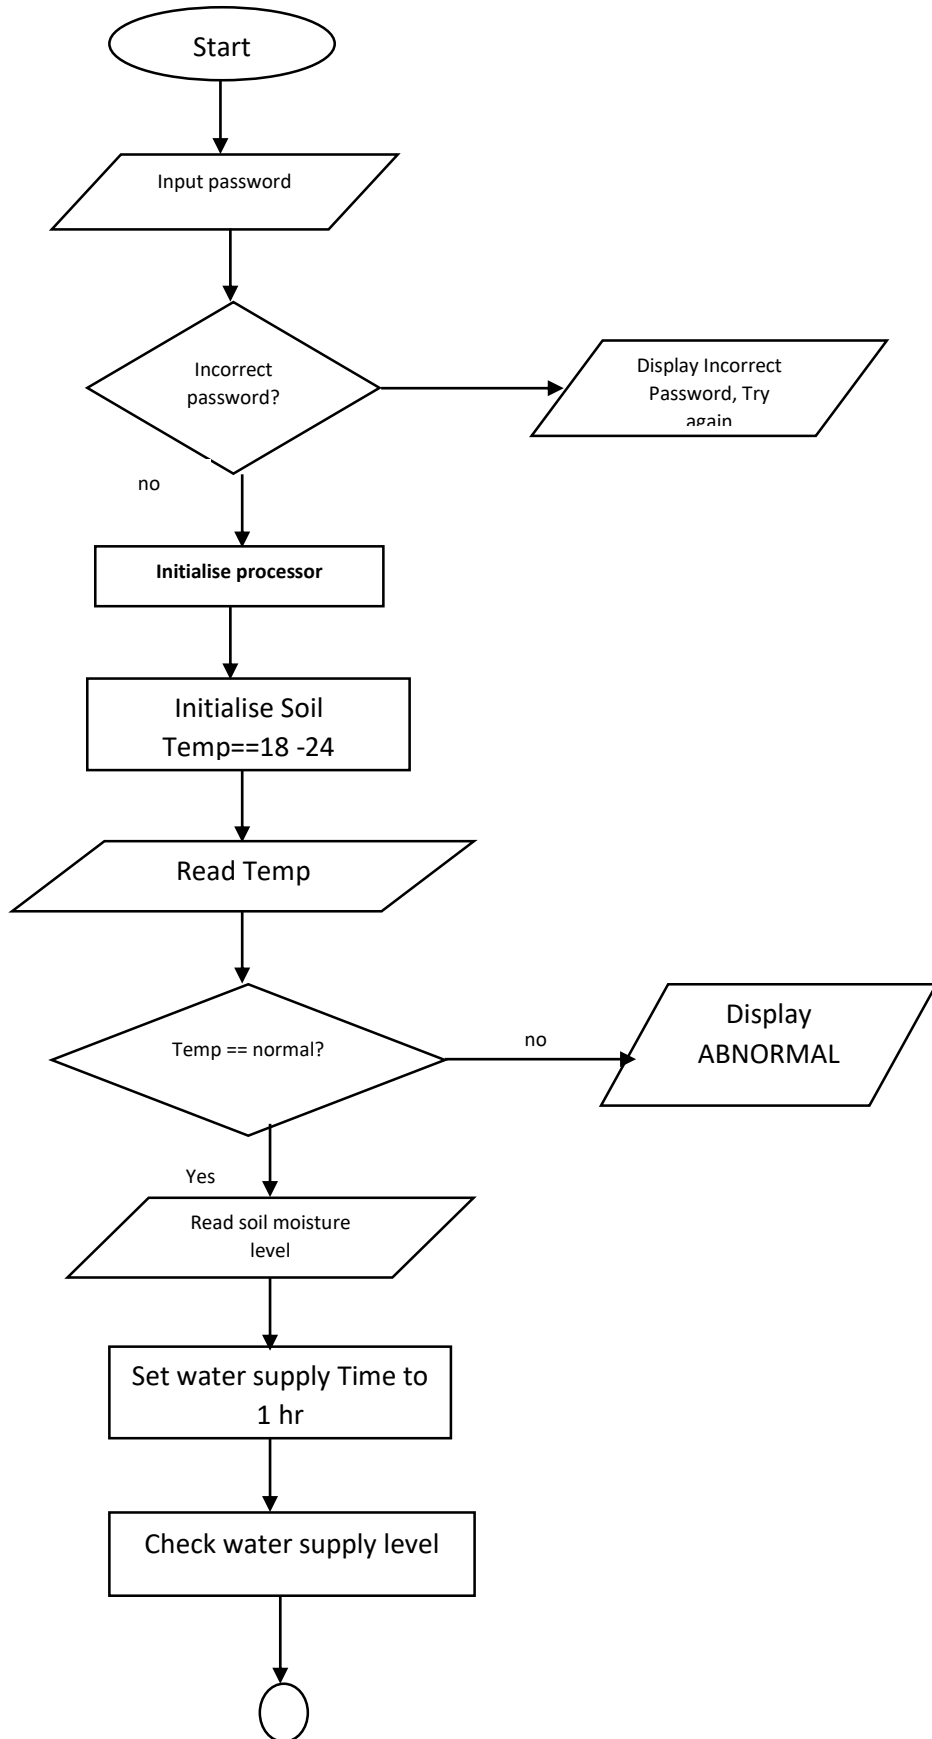 Start
Input password
Incorrect
password?
Display Incorrect
Password, Try
again
no
Initialise processor
Initialise Soil
Temp==18 -24
Read Temp
Temp == normal?
no
Display
ABNORMAL
Yes
Read soil moisture
level
Set water supply Time to
1 hr
Check water supply level